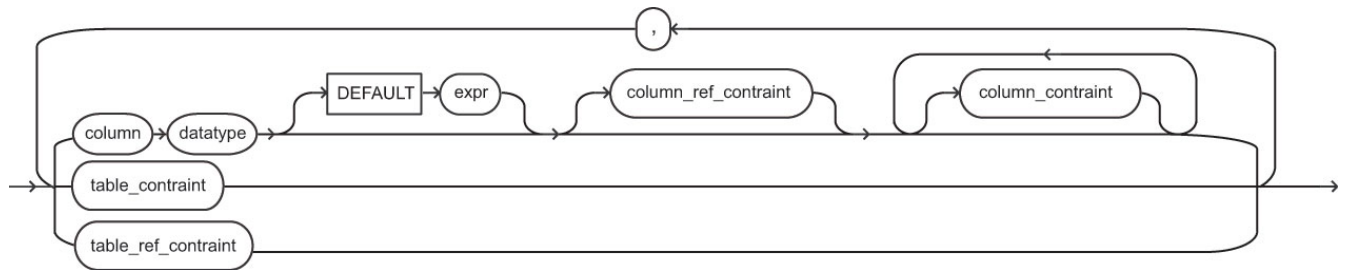 ,
DEFAULT expr column_ref_contraint column_contraint
column datatype
table_contraint
table_ref_contraint